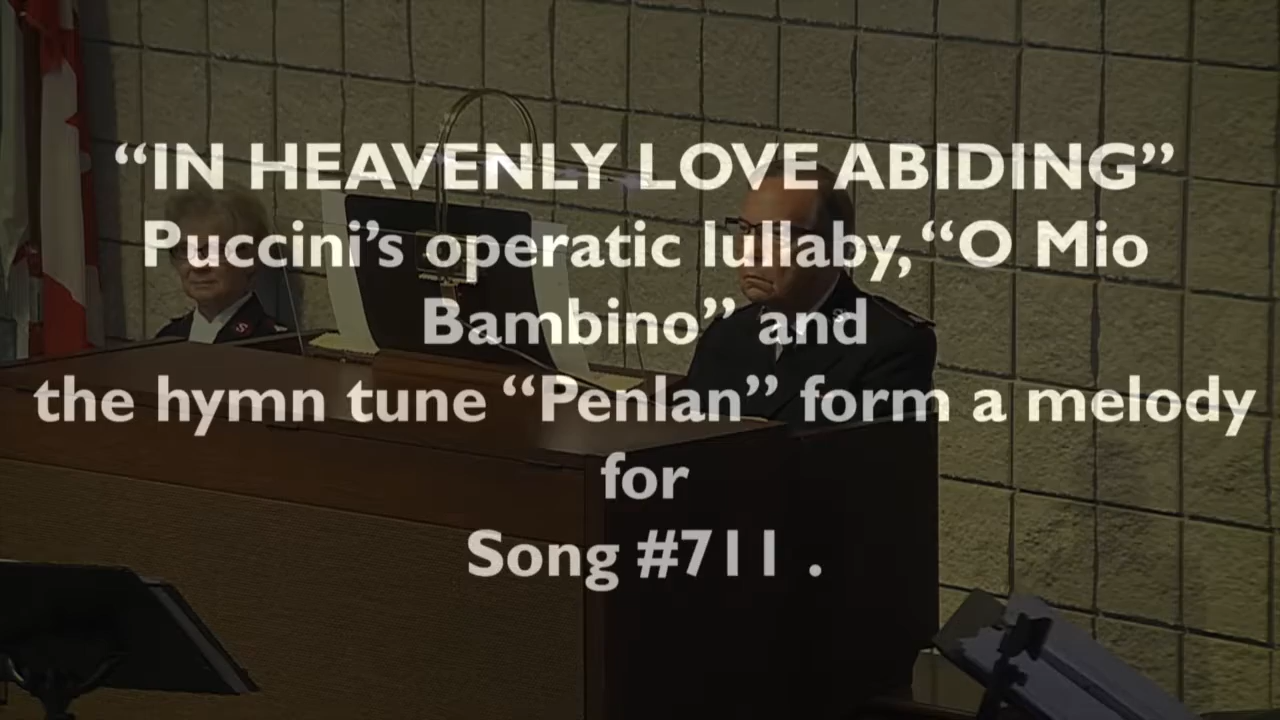 “IN HEAVENLY LOVE ABIDING”
Puccini’s operatic lullaby, “O Mio
Bambino” and
the hymn tune “Penlan” form a melody
for
Song #711 .